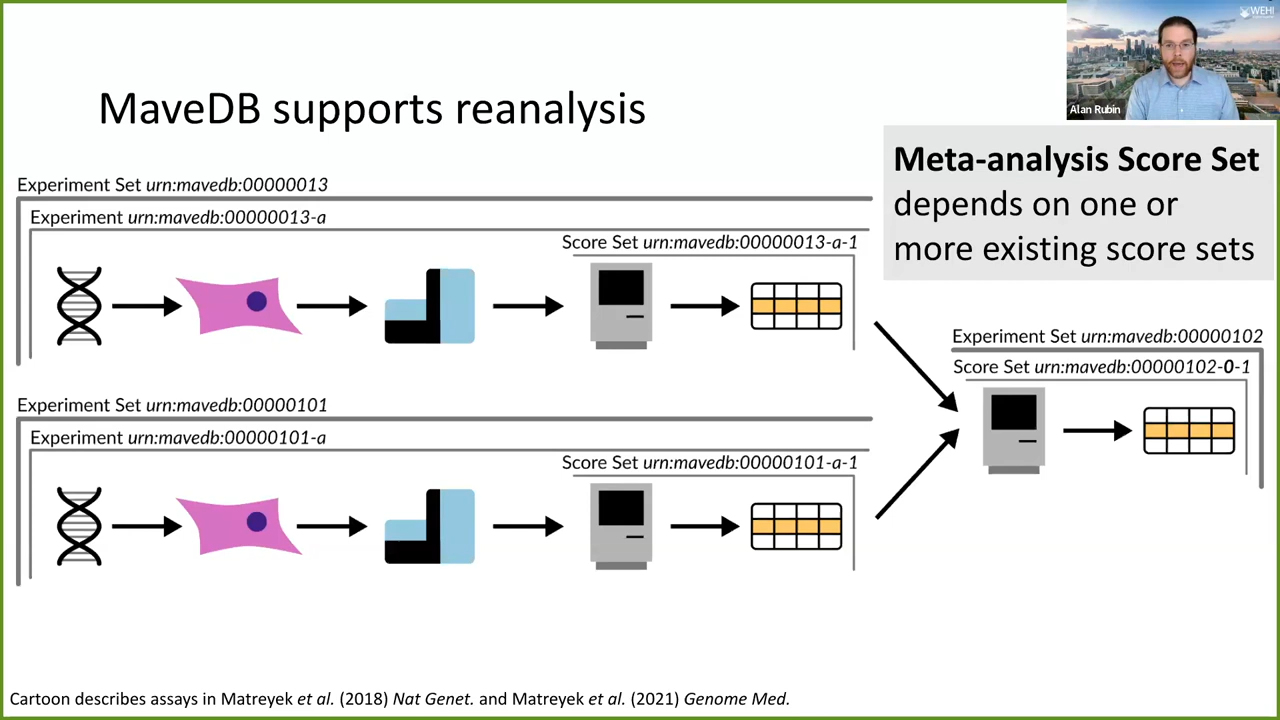 WEHI
Alan Rubin
MaveDB supports reanalysis
Meta-analysis Score Set
depends on one or
more existing score sets
Experiment Set urn:mavedb:00000013
Experiment urn:mavedb:00000013-a
Score Set urn:mavedb:00000013-a-1
Experiment Set urn:mavedb:00000102
Score Set urn:mavedb:00000102-0-1
Experiment Set urn:mavedb:00000101
Experiment urn:mavedb:00000101-a
Score Set urn:mavedb:00000101-a-1
Cartoon describes assays in Matreyek et al. (2018) Nat Genet. and Matreyek et al. (2021) Genome Med.